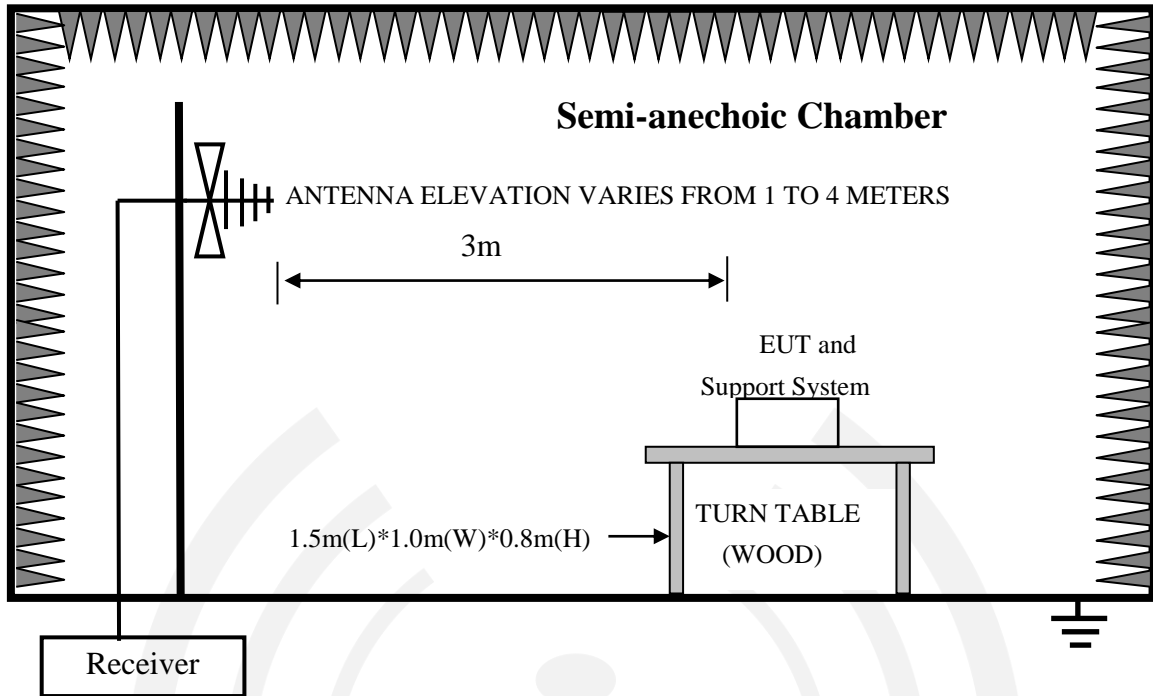 Semi-anechoic Chamber
ANTENNA ELEVATION VARIES FROM 1 TO 4 METERS
3m
EUT and
Support System
1.5m(L)*1.0m(W)*0.8m(H)
TURN TABLE
(WOOD)
Receiver